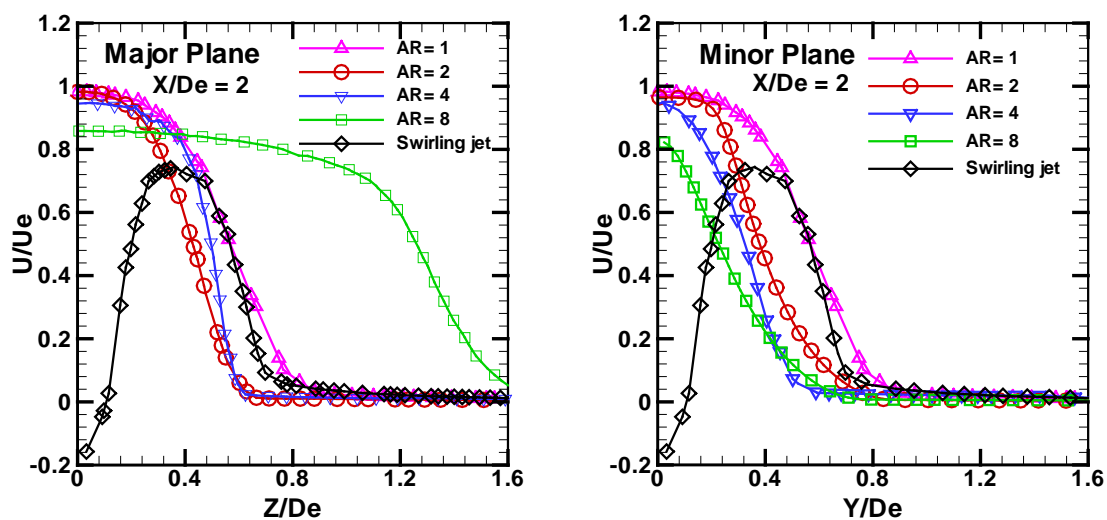 Major Plane
X/De = 2
AR= 1
AR= 2
AR= 4
AR= 8
Swirling jet
U/Ue
1.2
1
0.8
0.6
0.4
0.2
0
-0.2
0
0.4
0.8
1.2
1.6
Z/De
Minor Plane
X/De = 2
AR= 1
AR= 2
AR= 4
AR= 8
Swirling jet
U/Ue
1.2
1
0.8
0.6
0.4
0.2
0
-0.2
0
0.4
0.8
1.2
1.6
Y/De